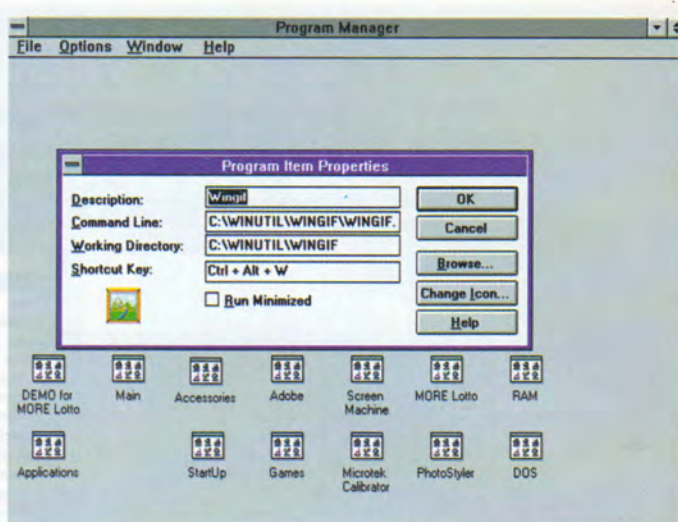 Program Manager
File Options Window Help
Program Item Properties
Description: Wingif
Command Line: C:\WINUTIL\WINGIF\WINGIF.
Working Directory: C:\WINUTIL\WINGIF
Shortcut Key: Ctrl + Alt + W
Run Minimized
OK
Cancel
Browse...
Change Icon...
Help
DEMO for
MORE Lotto
Main
Accessories
Adobe
Screen
Machine
MORE Lotto
RAM
Applications
StartUp
Games
Microtek
Calibrator
PhotoStyler
DOS